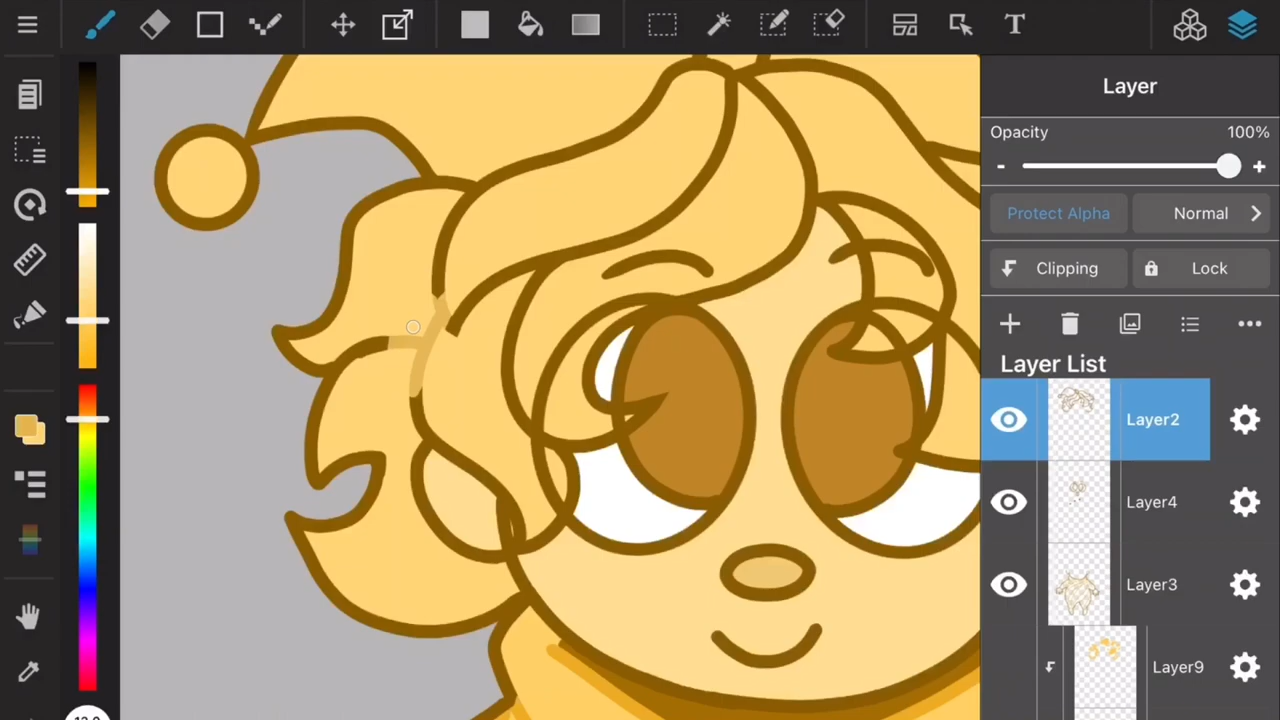 Layer
Opacity 100%
- +
Protect Alpha Normal
Clipping Lock
Layer List
Layer2
Layer4
Layer3
Layer9